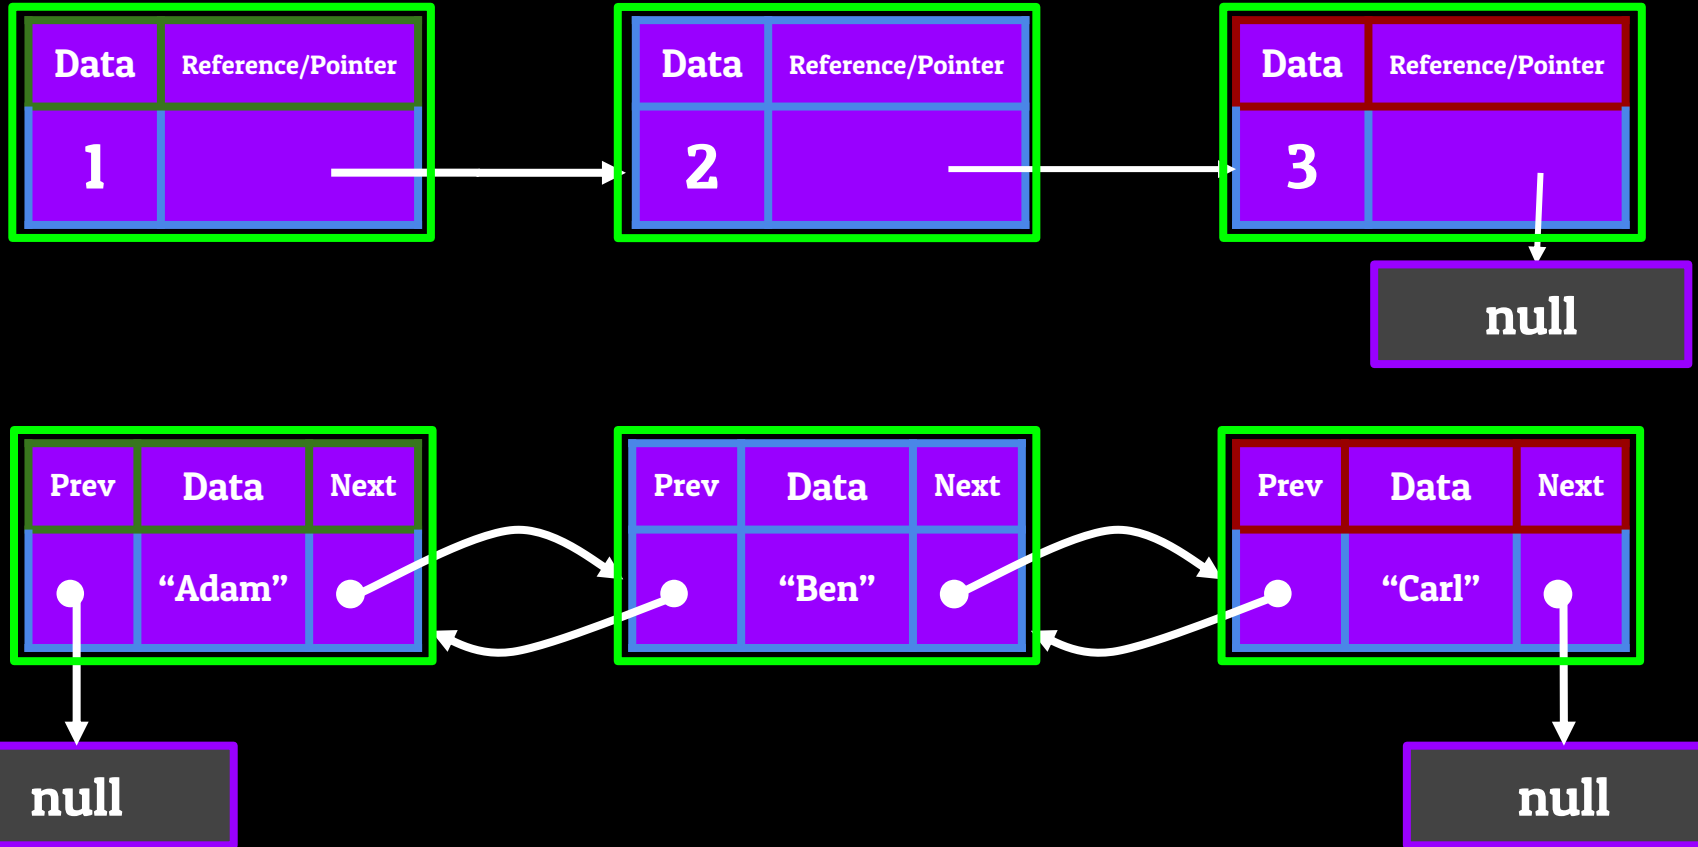 Data Reference/Pointer Data Reference/Pointer Data Reference/Pointer
1 2 3
null
Prev Data Next Prev Data Next Prev Data Next
“Adam” “Ben” “Carl”
null null